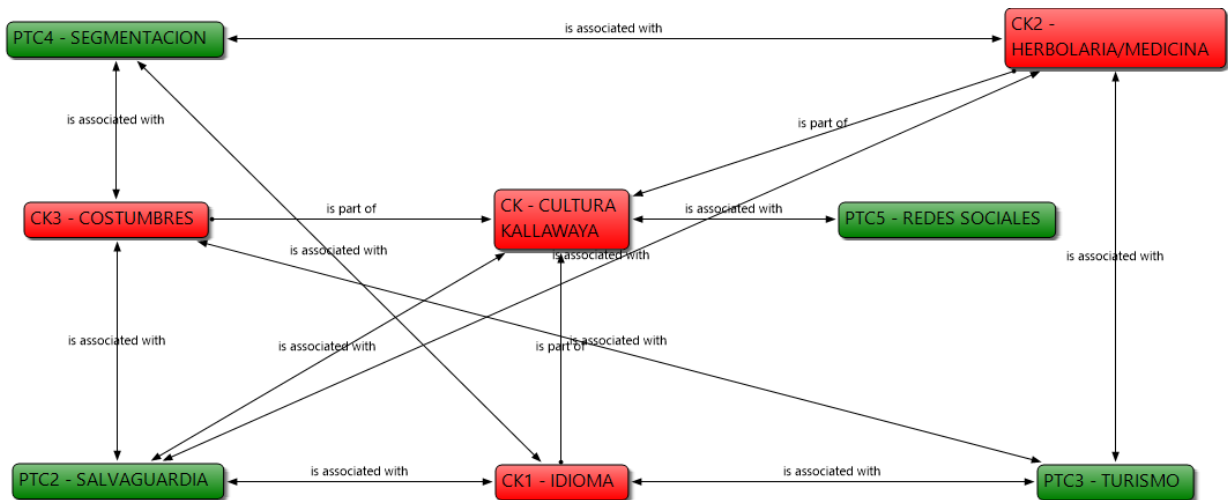 is associated with
PTC4 - SEGMENTACION
CK2 -
HERBOLARIA/MEDICINA
is associated with
is part of
CK3 - COSTUMBRES
is part of
CK - CULTURA
KALLAWAYA
is associated with
PTC5 - REDES SOCIALES
is associated with
is associated with
is associated with
is associated with
is associated with
is part of
is associated with
PTC2 - SALVAGUARDIA
is associated with
CK1 - IDIOMA
is associated with
PTC3 - TURISMO